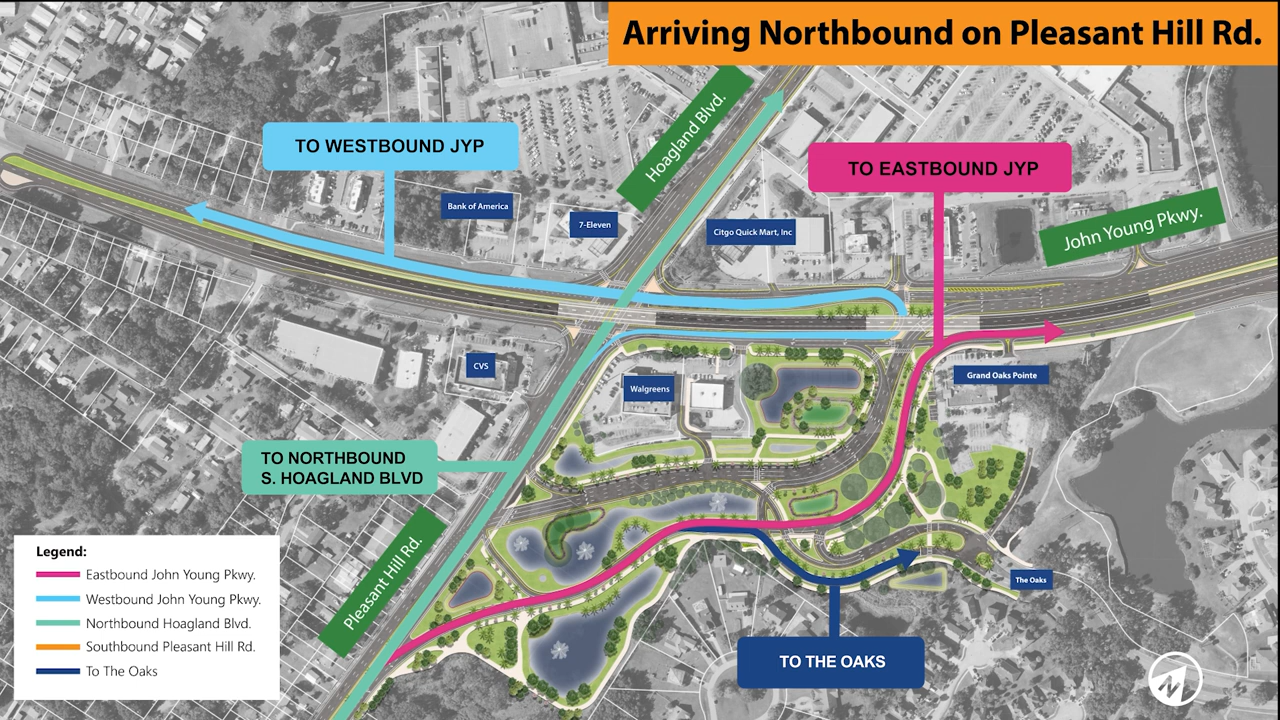 Arriving Northbound on Pleasant Hill Rd.
Hoagland Blvd.
TO WESTBOUND JYP
TO EASTBOUND JYP
Bank of America
7-Eleven
Citgo Quick Mart, Inc
John Young Pkwy.
CVS
Walgreens
Grand Oaks Pointe
TO NORTHBOUND
S. HOAGLAND BLVD
Pleasant Hill Rd.
The Oaks
TO THE OAKS
Legend:
Eastbound John Young Pkwy.
Westbound John Young Pkwy.
Northbound Hoagland Blvd.
Southbound Pleasant Hill Rd.
To The Oaks